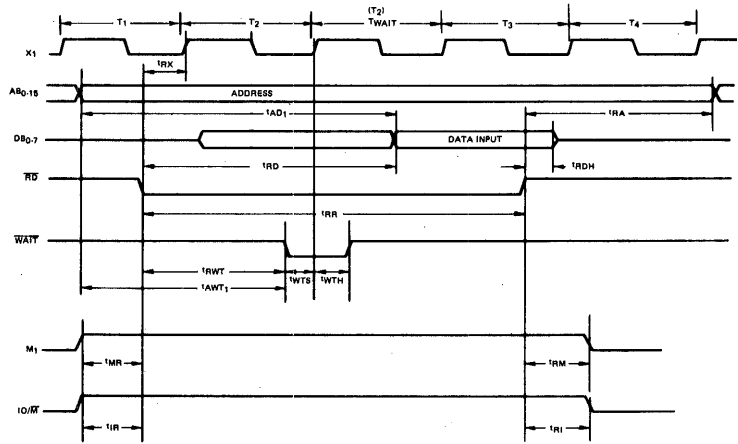 T1 T2 (T2) TWAIT T3 T4
X1
tRX
AB0-15 ADDRESS
tAD1 tRA
DB0-7 DATA INPUT
tRD tRDH
RD
tRR
WAIT
tRWT tWTS tWTH
tAWT1
M1
tMR tRM
IO/M
tIR tRI